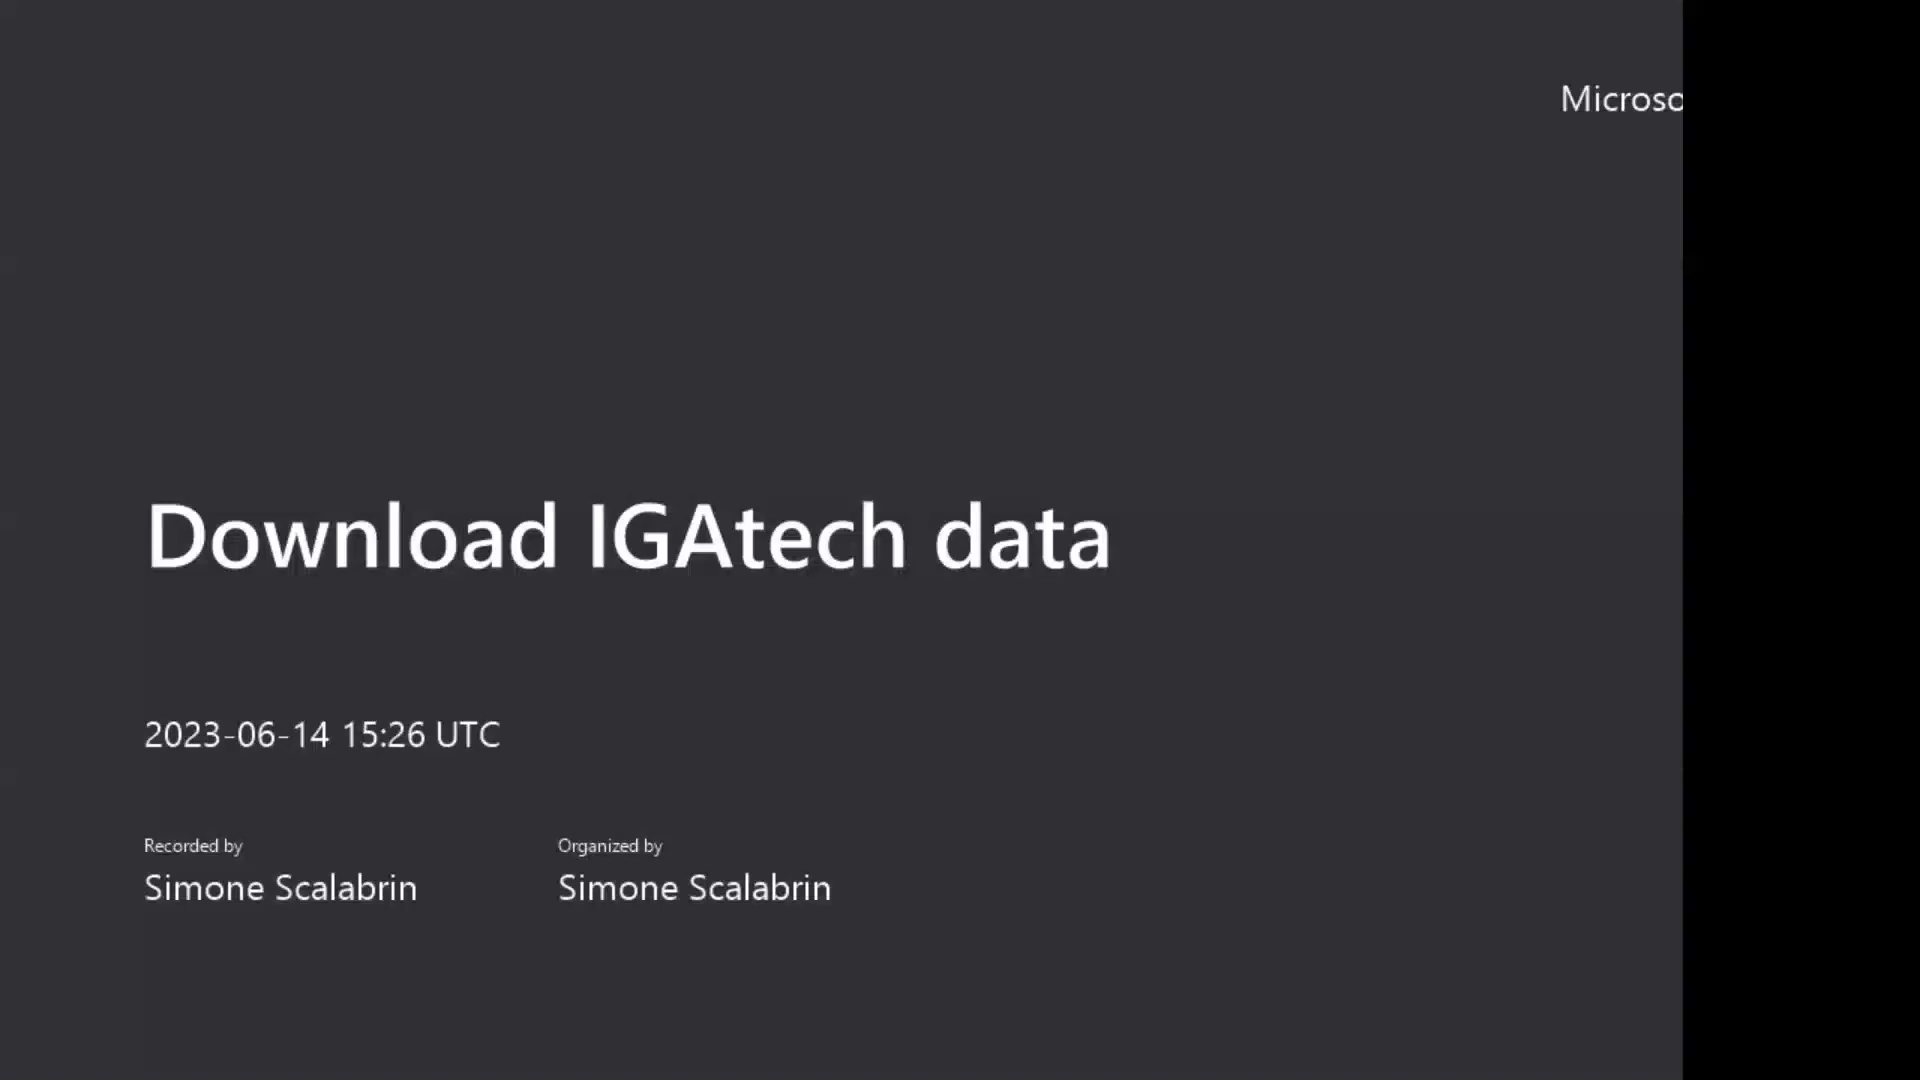 Microso
Download IGAtech data
2023-06-14 15:26 UTC
Recorded by
Simone Scalabrin
Organized by
Simone Scalabrin